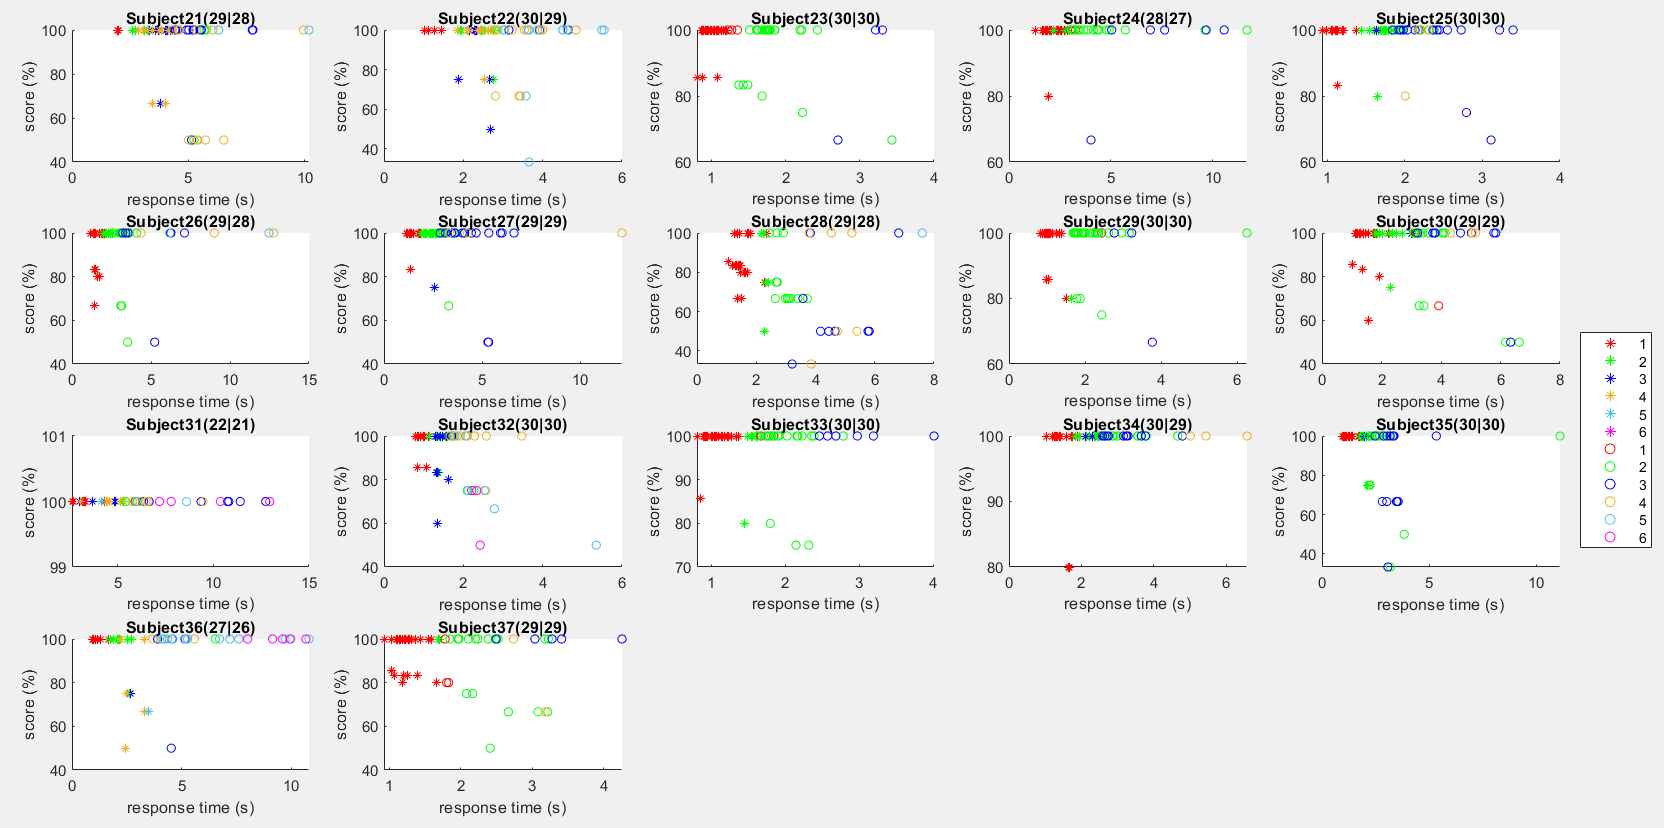 Subject21(29|28)
100
80
60
40
score (%)
0 5 10
response time (s)
Subject22(30|29)
100
80
60
40
score (%)
0 2 4 6
response time (s)
Subject23(30|30)
100
80
60
score (%)
1 2 3 4
response time (s)
Subject24(28|27)
100
80
60
score (%)
0 5 10
response time (s)
Subject25(30|30)
100
80
60
score (%)
1 2 3 4
response time (s)
Subject26(29|28)
100
80
60
40
score (%)
0 5 10 15
response time (s)
Subject27(29|29)
100
80
60
40
score (%)
0 5 10
response time (s)
Subject28(29|28)
100
80
60
40
score (%)
0 2 4 6 8
response time (s)
Subject29(30|30)
100
80
60
score (%)
0 2 4 6
response time (s)
Subject30(29|29)
100
80
60
40
score (%)
0 2 4 6 8
response time (s)
Subject31(22|21)
101
100
99
score (%)
5 10 15
response time (s)
Subject32(30|30)
100
80
60
40
score (%)
0 2 4 6
response time (s)
Subject33(30|30)
100
90
80
70
score (%)
1 2 3 4
response time (s)
Subject34(30|29)
100
90
80
score (%)
0 2 4 6
response time (s)
Subject35(30|30)
100
80
60
40
score (%)
0 5 10
response time (s)
Subject36(27|26)
100
80
60
40
score (%)
0 5 10
response time (s)
Subject37(29|29)
100
80
60
40
score (%)
1 2 3 4
response time (s)
1
2
3
4
5
6
1
2
3
4
5
6